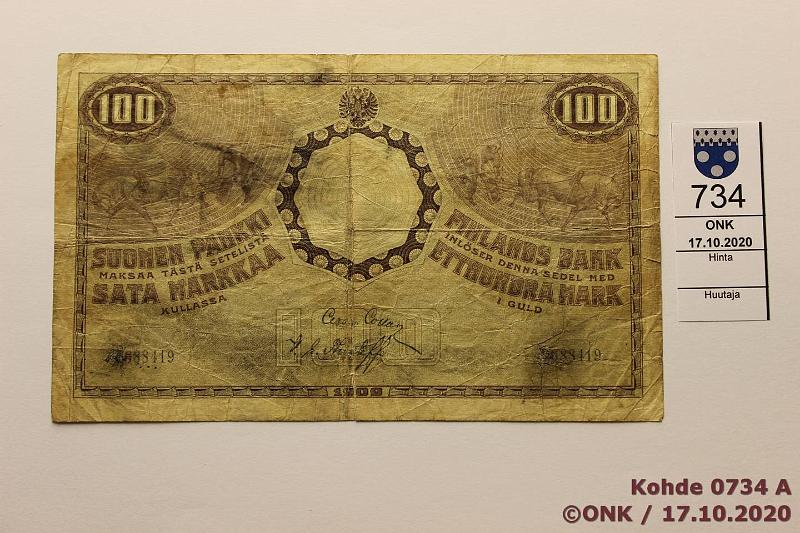 100
100
SUOMEN PANKKI
MAKSAA TÄSTÄ SETELISTÄ
SATA MARKKAA
KULLASSA
FINLANDS BANK
INLÖSER DENNA SEDEL MED
ETTHUNDRA MARK
I GULD
100
1909
734
ONK
17.10.2020
Hinta
Huutaja
Kohde 0734 A
©ONK / 17.10.2020